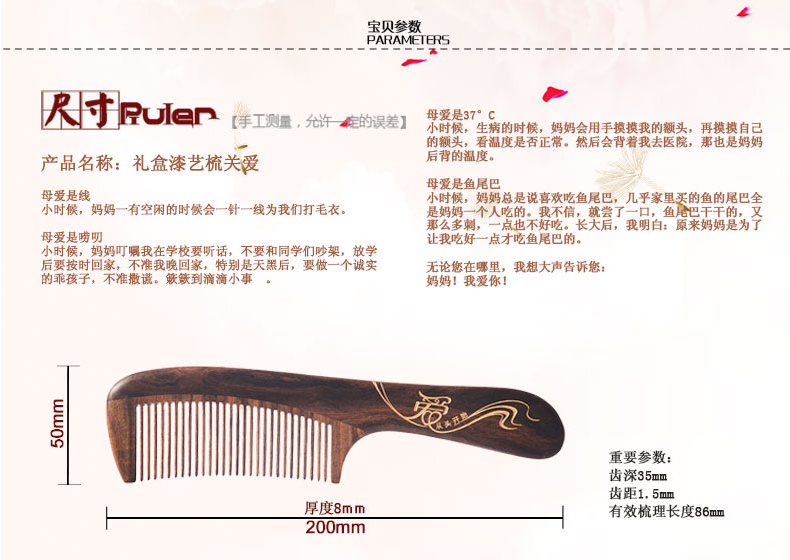 宝贝参数
PARAMETERS
尺寸Ruler【手工测量，允许一定的误差】
产品名称：礼盒漆艺梳关爱
母爱是线
小时候，妈妈一有空闲的时候会一针一线为我们打毛衣。
母爱是唠叨
小时候，妈妈叮嘱我在学校要听话，不要和同学们吵架，放学
后要按时回家，不准我晚回家，特别是天黑后，要做一个诚实
的乖孩子，不准撒谎。簌簌到滴滴小事 。
母爱是37°C
小时候，生病的时候，妈妈会用手摸摸我的额头，再摸摸自己
的额头，看温度是否正常。然后会背着我去医院，那也是妈妈
后背的温度。
母爱是鱼尾巴
小时候，妈妈总是说喜欢吃鱼尾巴，几乎家里买的鱼的尾巴全
是妈妈一个人吃的。我不信，就尝了一口，鱼尾巴干干的，又
那么多刺，一点也不好吃。长大后，我明白：原来妈妈是为了
让我吃好一点才吃鱼尾巴的。
无论您在哪里，我想大声告诉您：
妈妈！我爱你！
50mm
爱
从头开始
厚度8mm
200mm
重要参数：
齿深35mm
齿距1.5mm
有效梳理长度86mm